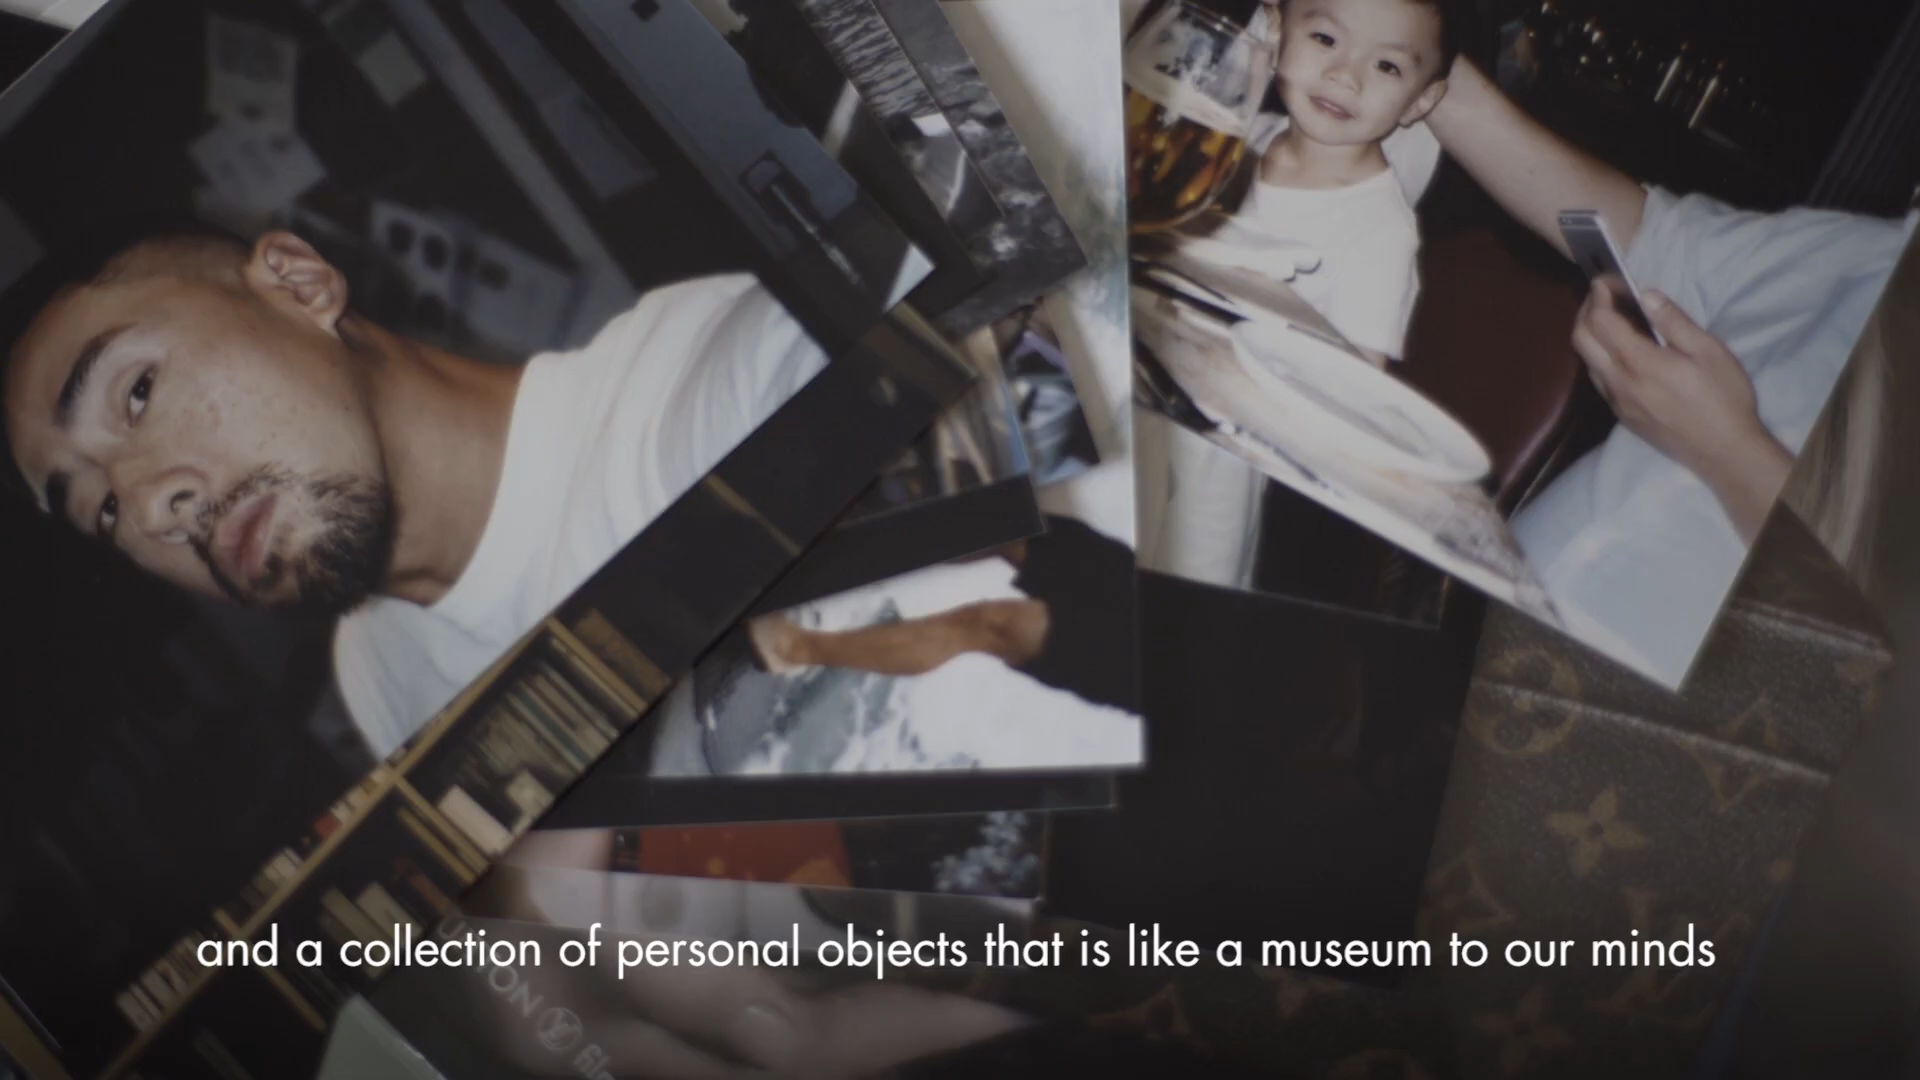 and a collection of personal objects that is like a museum to our minds